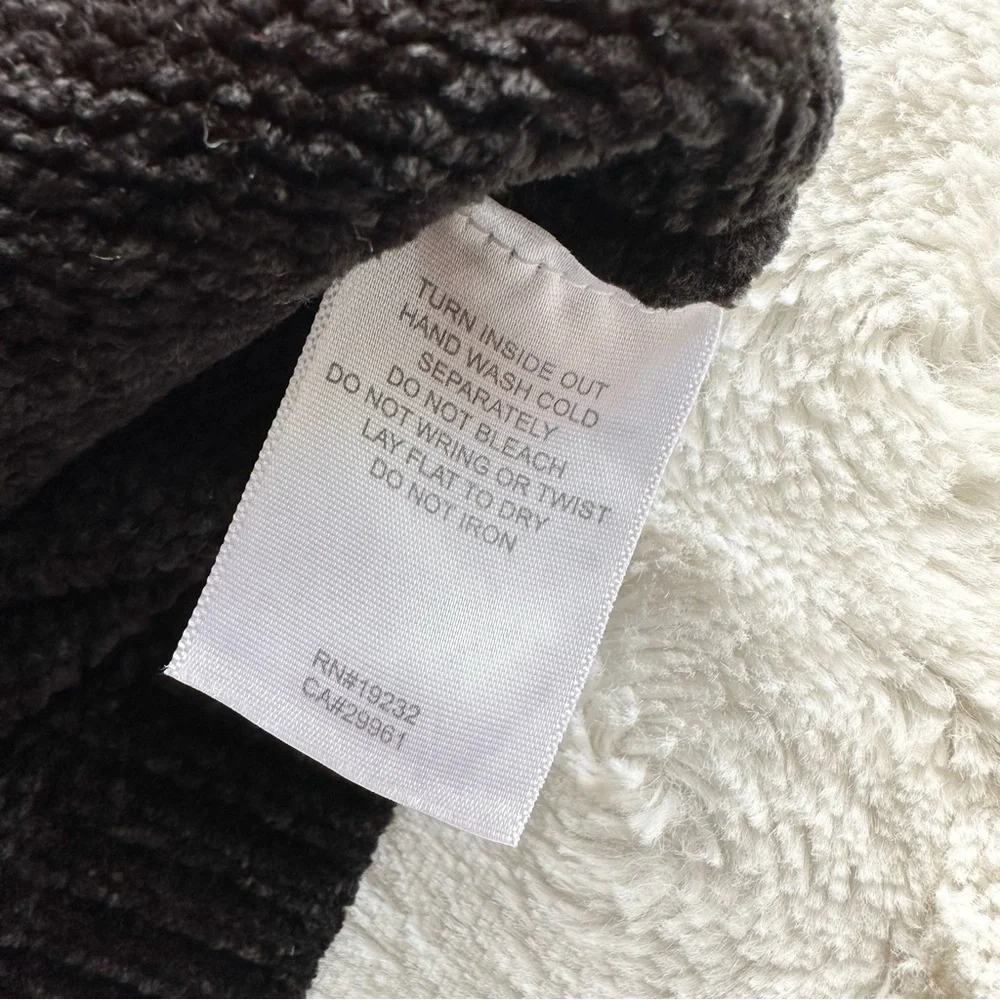 TURN INSIDE OUT
HAND WASH COLD
SEPARATELY
DO NOT BLEACH
DO NOT WRING OR TWIST
LAY FLAT TO DRY
DO NOT IRON
RN#19232
CA#29961